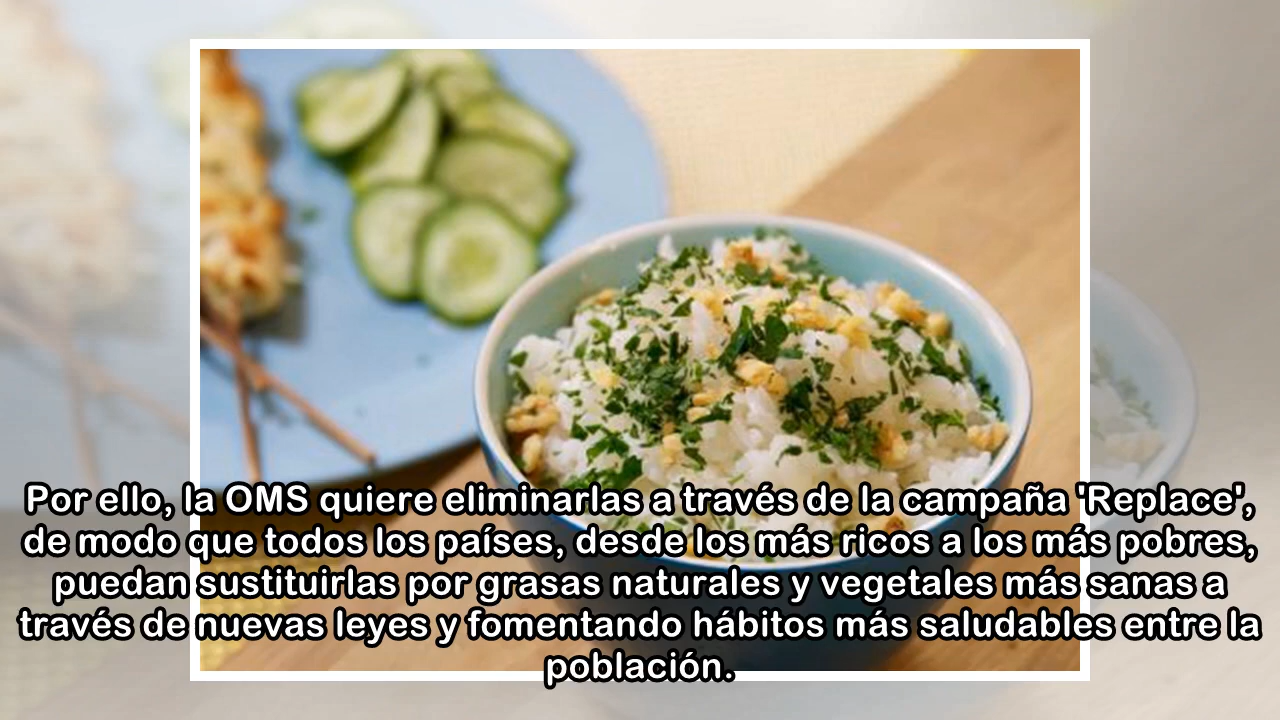 Por ello, la OMS quiere eliminarlas a través de la campaña 'Replace',
de modo que todos los países, desde los más ricos a los más pobres,
puedan sustituirlas por grasas naturales y vegetales más sanas a
través de nuevas leyes y fomentando hábitos más saludables entre la
población.